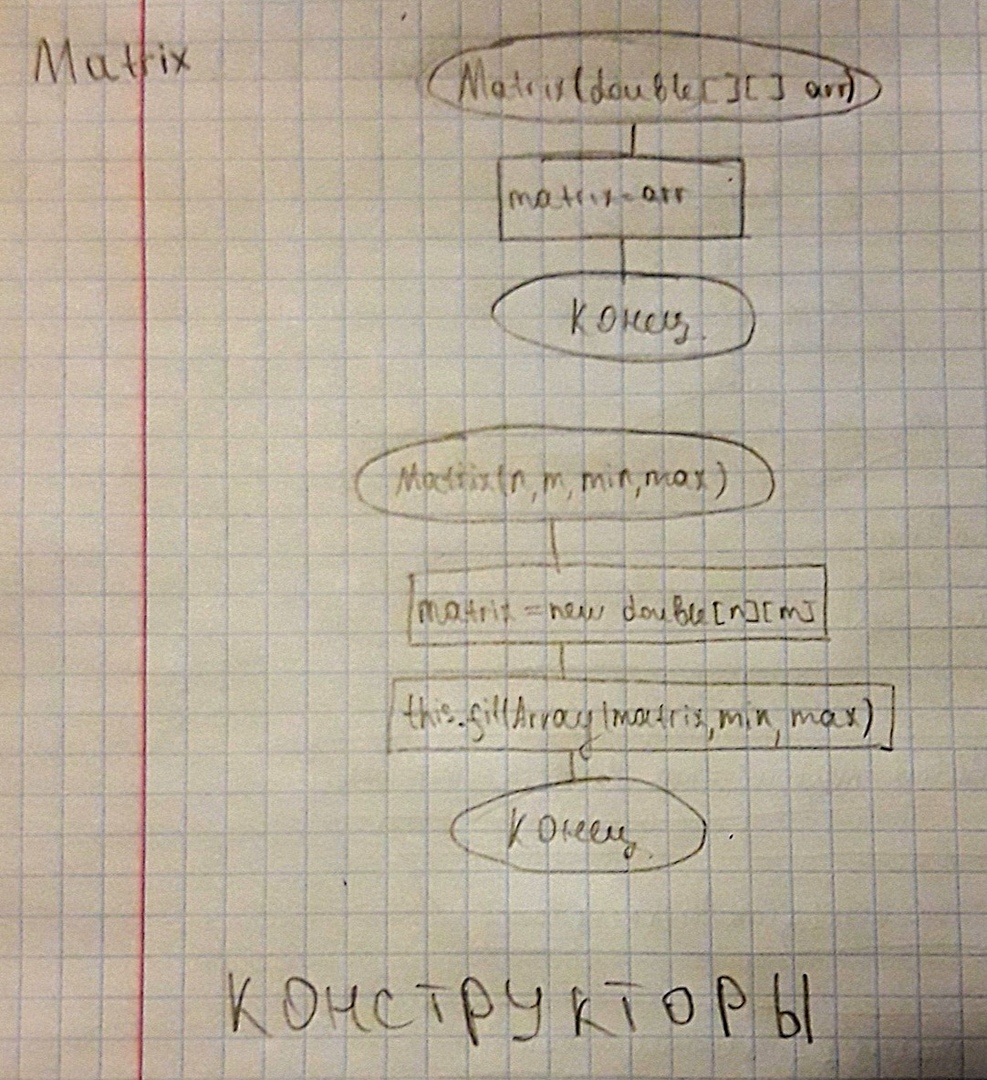 Matrix
Matrix(double[][] arr)
matrix=arr
Конец
Matrix(n,m,min,max)
matrix=new double[n][m]
this.fillArray(matrix,min,max)
Конец
КОНСТРУКТОРЫ